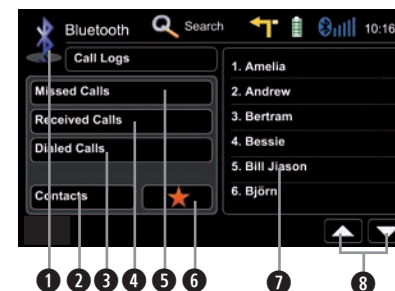 Bluetooth Search 10:16
Call Logs
Missed Calls
Received Calls
Dialed Calls
Contacts
1. Amelia
2. Andrew
3. Bertram
4. Bessie
5. Bill Jiason
6. Björn
1 2 3 4 5 6 7 8